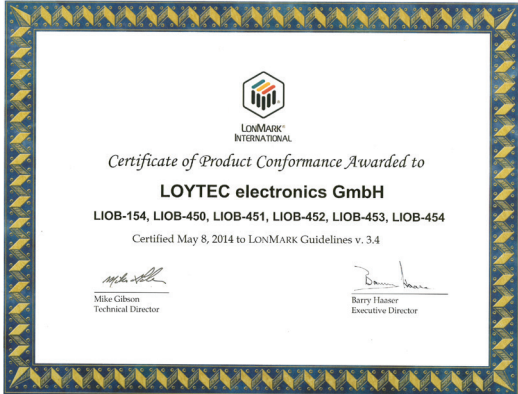 LONMARK®
INTERNATIONAL
Certificate of Product Conformance Awarded to
LOYTEC electronics GmbH
LIOB-154, LIOB-450, LIOB-451, LIOB-452, LIOB-453, LIOB-454
Certified May 8, 2014 to LONMARK Guidelines v. 3.4
Mike Gibson
Technical Director
Barry Haaser
Executive Director